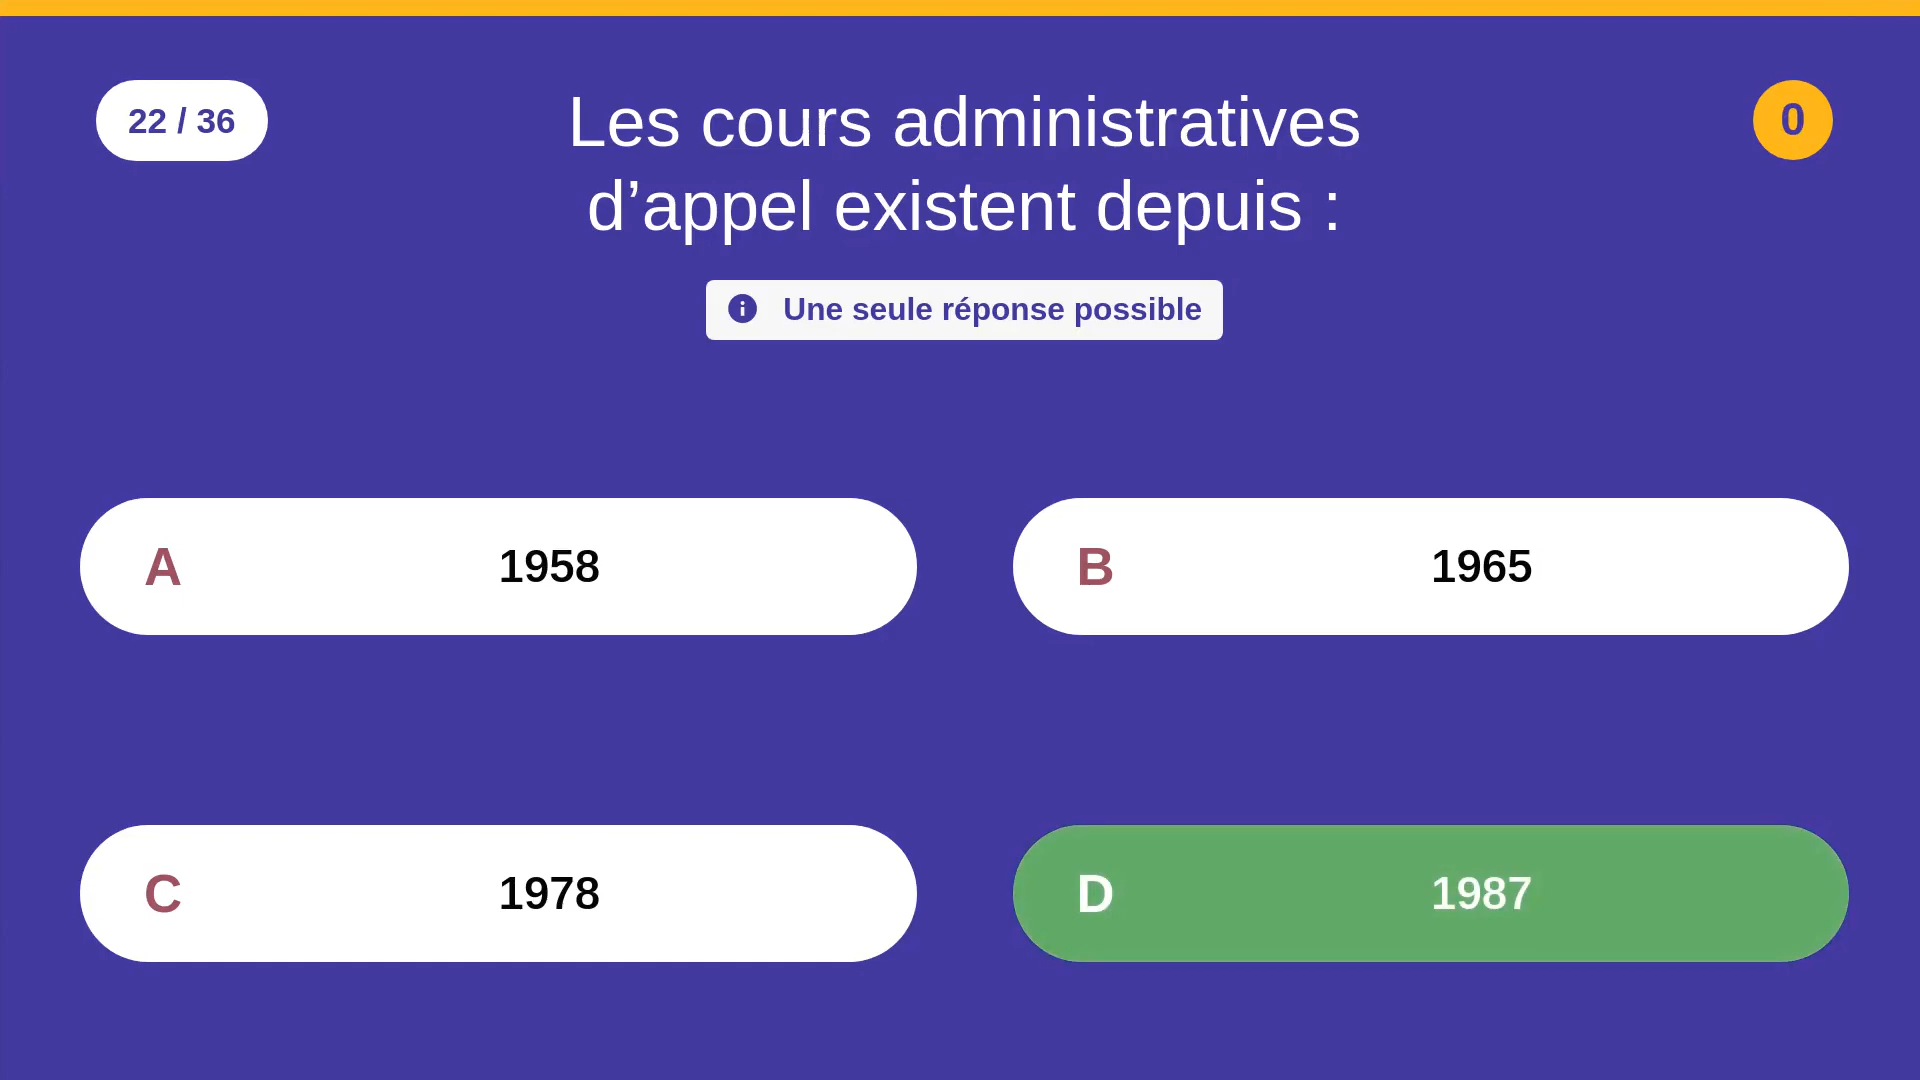 22 / 36
Les cours administratives
d’appel existent depuis :
0
Une seule réponse possible
A 1958
B 1965
C 1978
D 1987